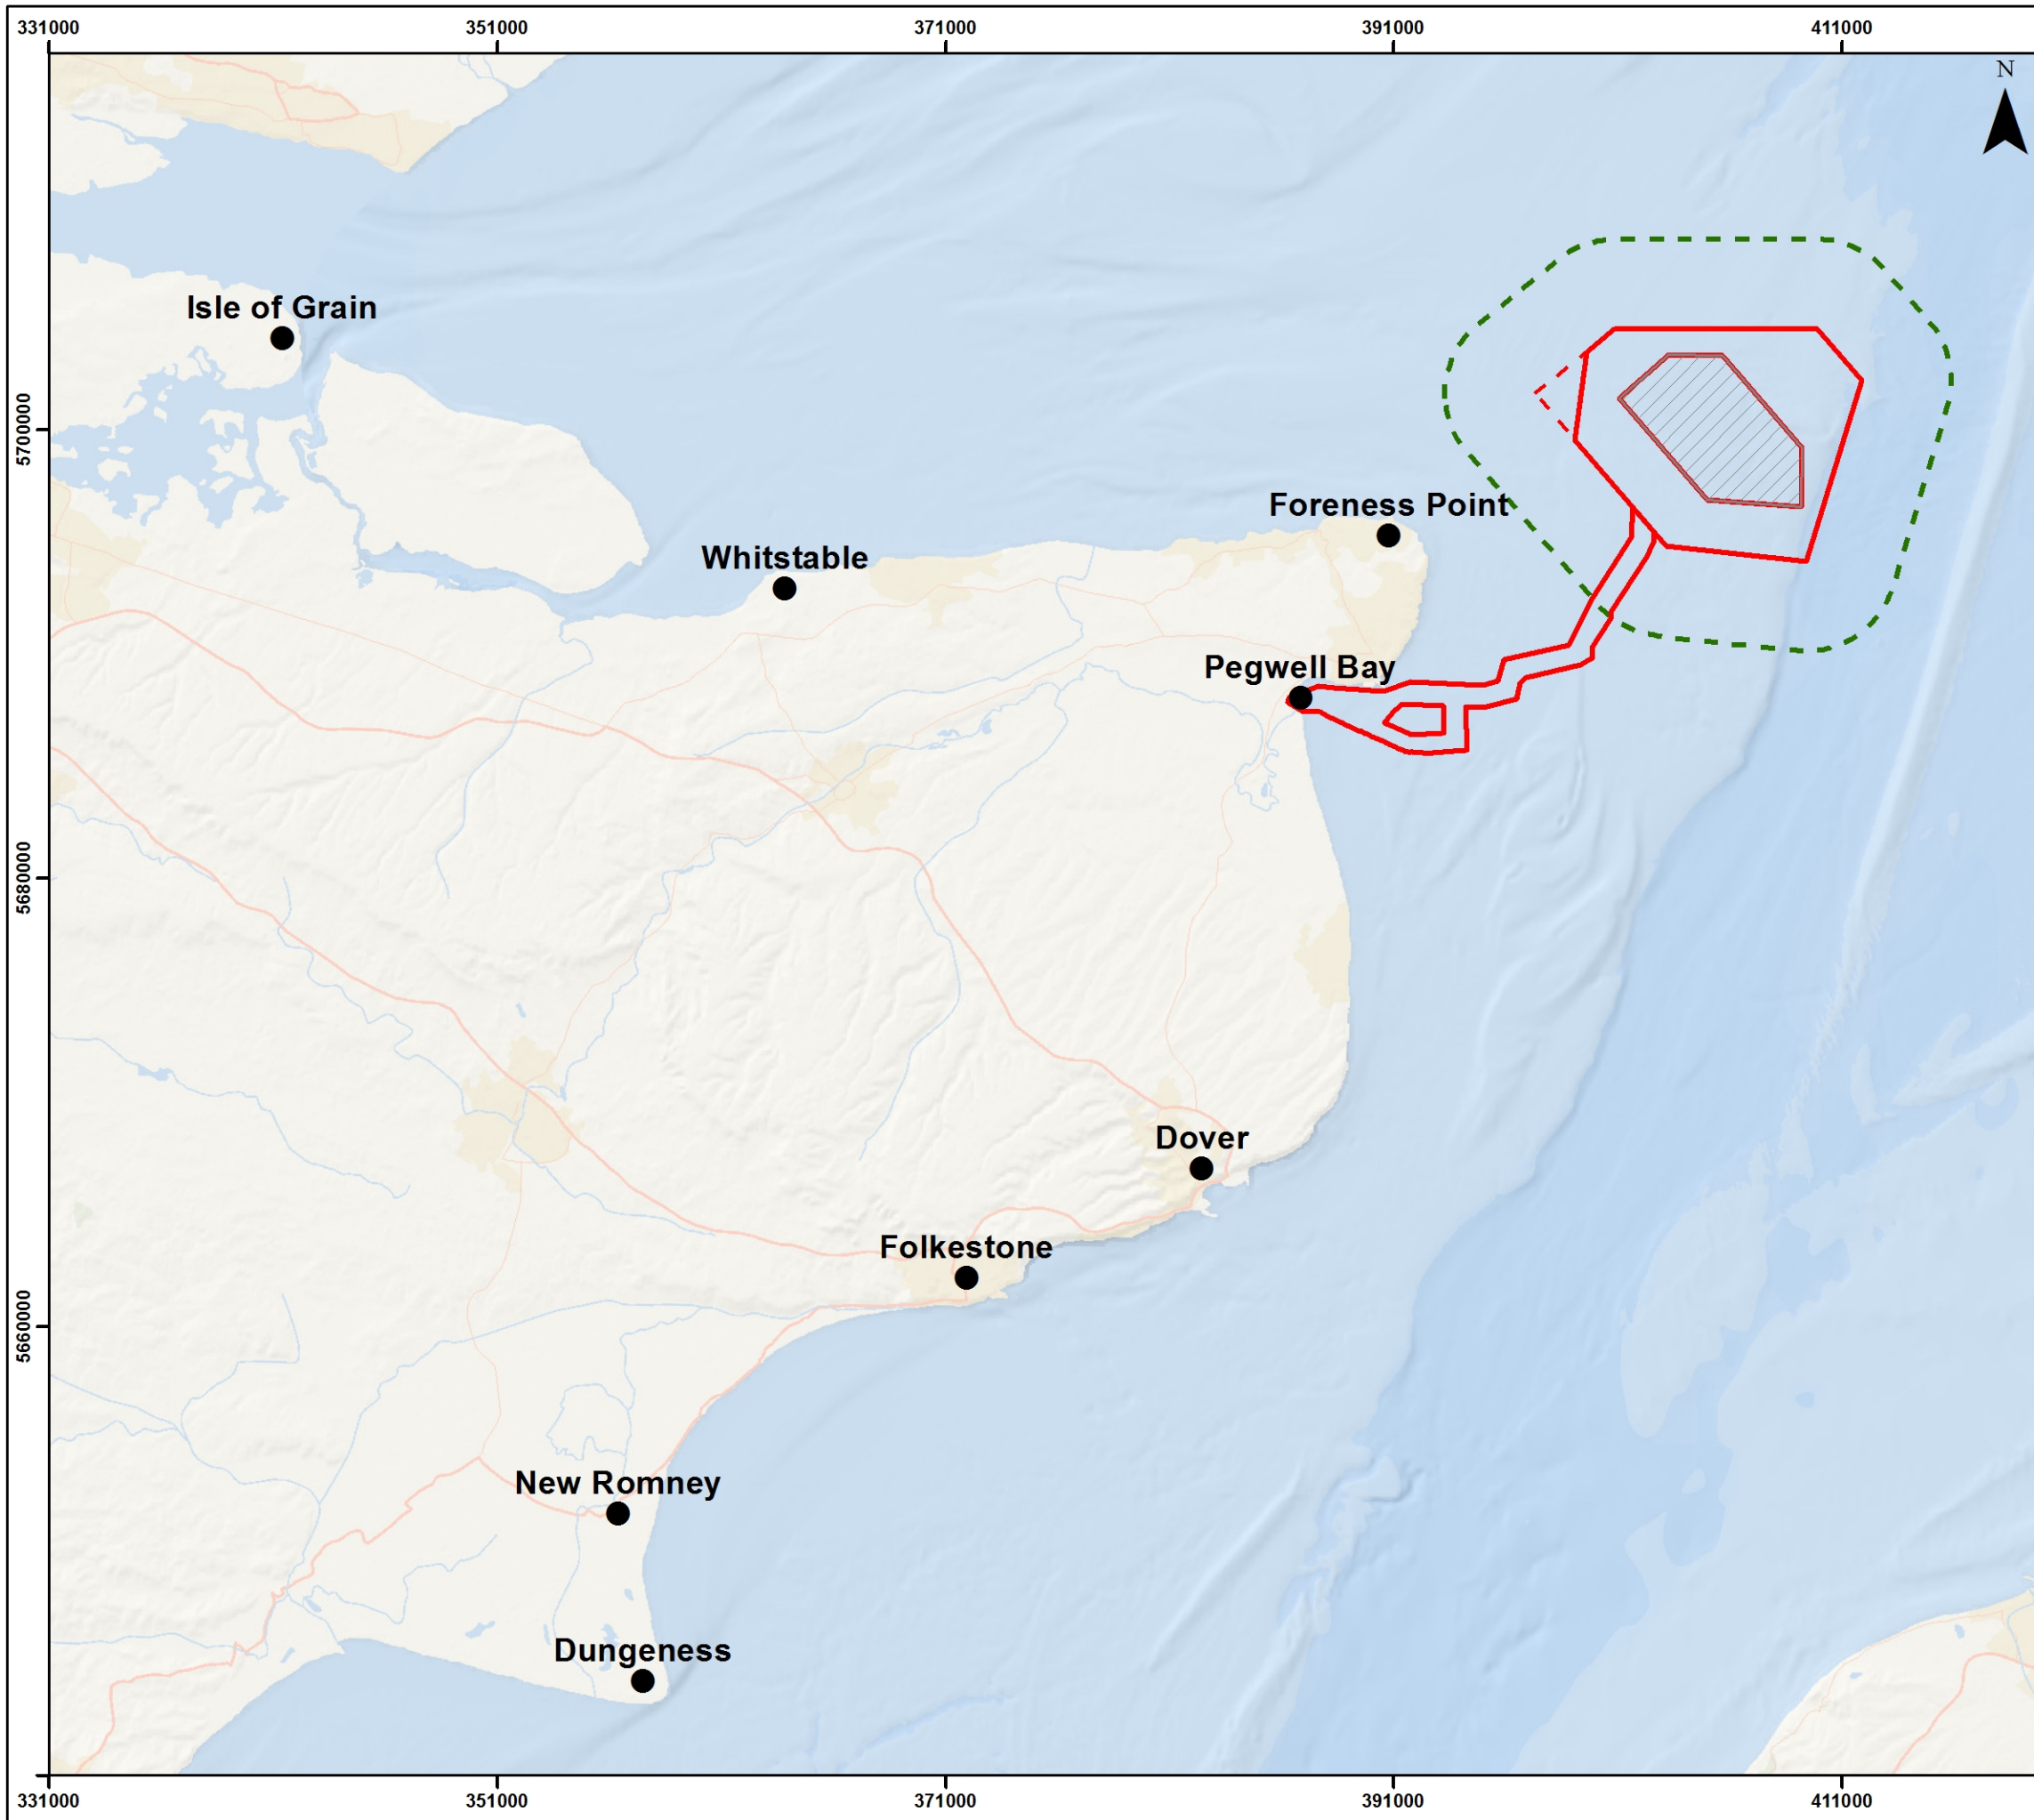 331000
351000
371000
391000
411000
N
Isle of Grain
5700000
Foreness Point
Whitstable
Pegwell Bay
5680000
Dover
Folkestone
5660000
New Romney
Dungeness
331000
351000
371000
391000
411000